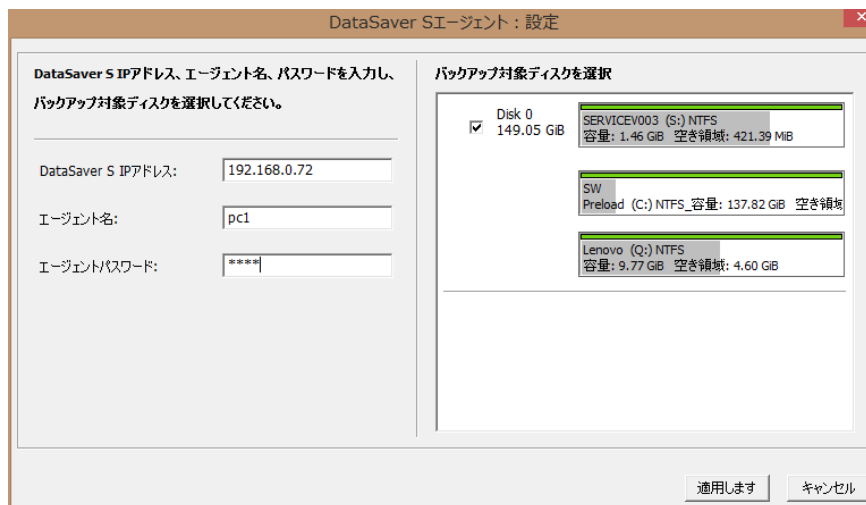 DataSaver Sエージェント：設定
DataSaver S IPアドレス、エージェント名、パスワードを入力し、
バックアップ対象ディスクを選択してください。
DataSaver S IPアドレス:
192.168.0.72
エージェント名:
pc1
エージェントパスワード:
****
バックアップ対象ディスクを選択
Disk 0
149.05 GiB
SERVICEV003 (S:) NTFS
容量: 1.46 GiB 空き領域: 421.39 MiB
SW
Preload (C:) NTFS_容量: 137.82 GiB 空き領域
Lenovo (Q:) NTFS
容量: 9.77 GiB 空き領域: 4.60 GiB
適用します
キャンセル